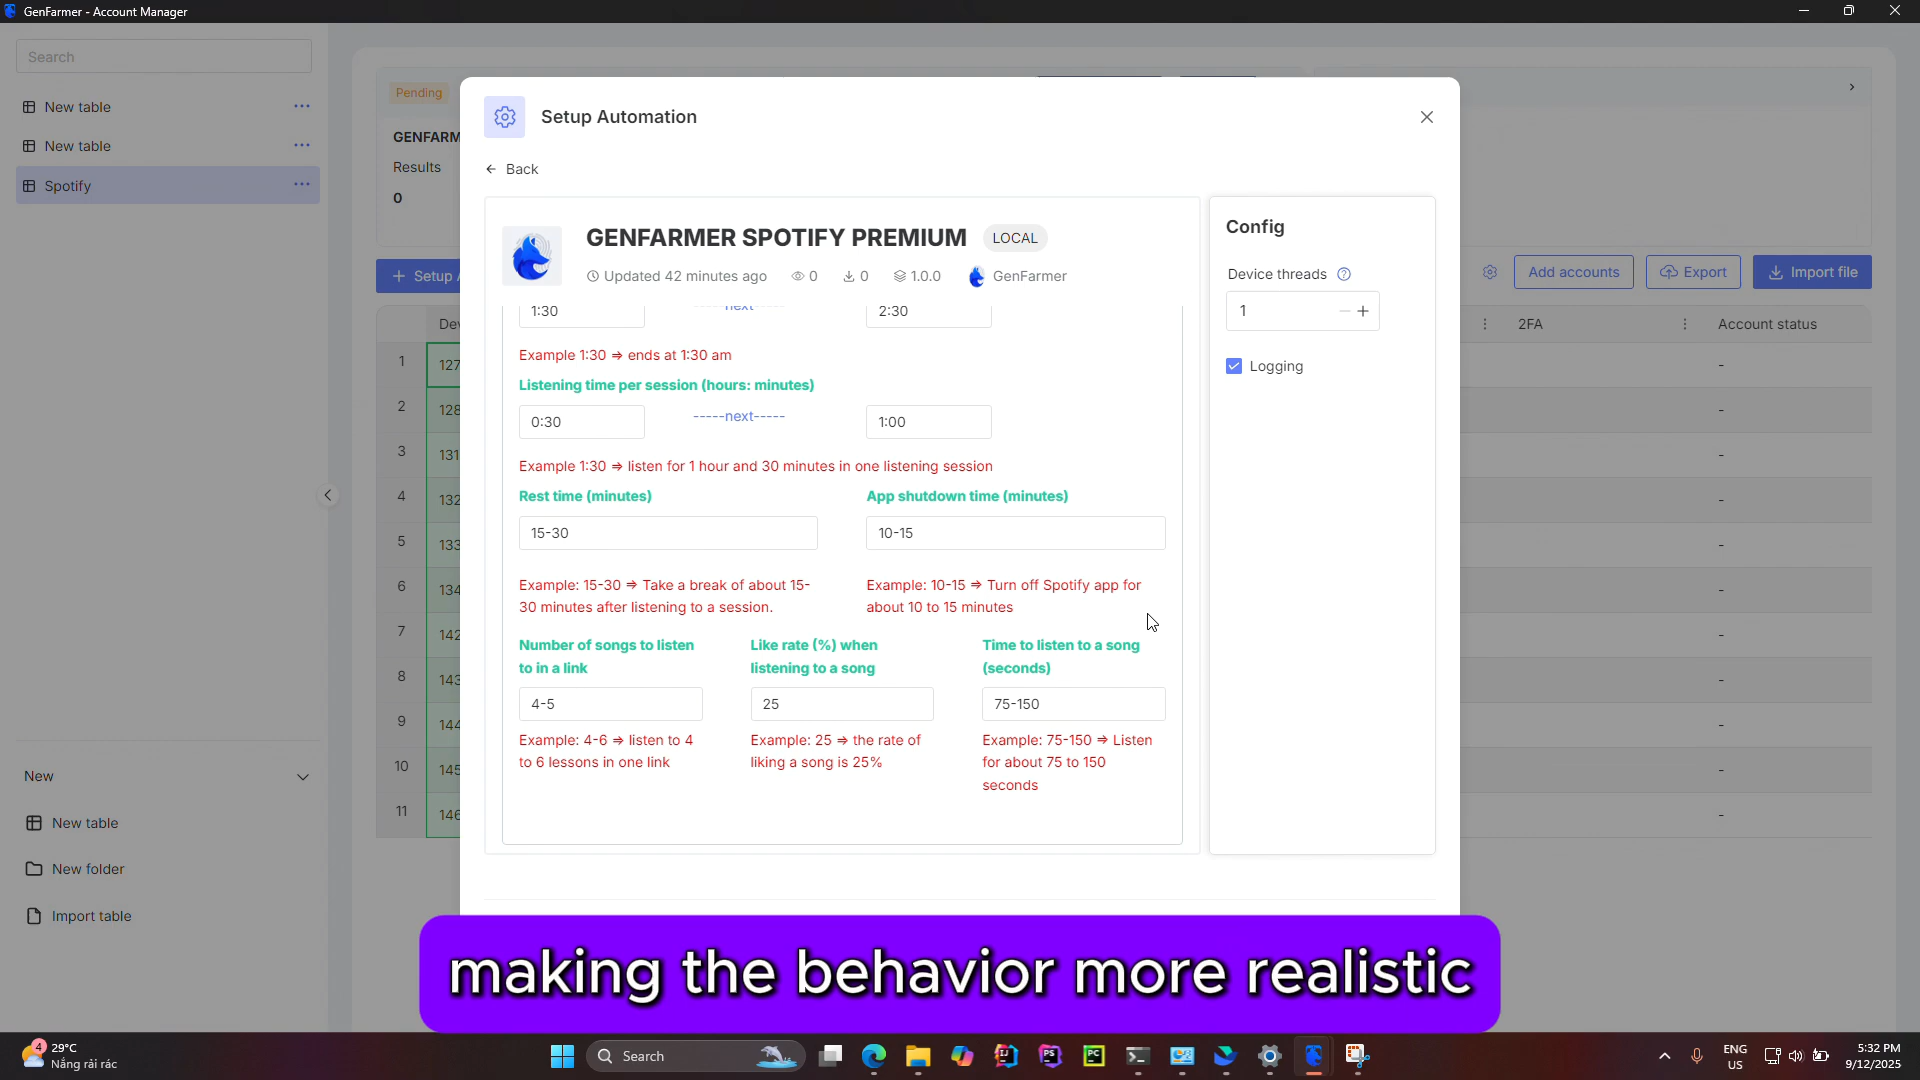 GenFarmer - Account Manager
Search
New table
New table
Spotify
New
New table
New folder
Import table
Pending
GENFARM
Results
0
Setup A
Add accounts
Export
Import file
Dev
2FA
Account status
1
127
-
2
128
-
3
131
-
4
132
-
5
133
-
6
134
-
7
142
-
8
143
-
9
144
-
10
145
-
11
146
-
Setup Automation
Back
GENFARMER SPOTIFY PREMIUM
LOCAL
Updated 42 minutes ago
0
0
1.0.0
GenFarmer
1:30
-----next-----
2:30
Example 1:30 => ends at 1:30 am
Listening time per session (hours: minutes)
0:30
-----next-----
1:00
Example 1:30 => listen for 1 hour and 30 minutes in one listening session
Rest time (minutes)
App shutdown time (minutes)
15-30
10-15
Example: 15-30 => Take a break of about 15-
30 minutes after listening to a session.
Example: 10-15 => Turn off Spotify app for
about 10 to 15 minutes
Number of songs to listen
to in a link
Like rate (%) when
listening to a song
Time to listen to a song
(seconds)
4-5
25
75-150
Example: 4-6 => listen to 4
to 6 lessons in one link
Example: 25 => the rate of
liking a song is 25%
Example: 75-150 => Listen
for about 75 to 150
seconds
Config
Device threads
1
Logging
making the behavior more realistic
4
29°C
Nắng rải rác
Search
ENG
US
5:32 PM
9/12/2025